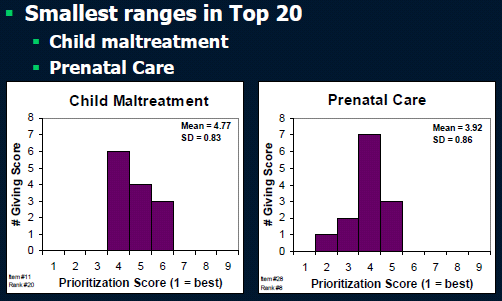 Smallest ranges in Top 20
Child maltreatment
Prenatal Care
Child Maltreatment
Mean = 4.77
SD = 0.83
# Giving Score
8
7
6
5
4
3
2
1
0
1 2 3 4 5 6 7 8 9
Prioritization Score (1 = best)
Item #11
Rank #20
Prenatal Care
Mean = 3.92
SD = 0.86
# Giving Score
8
7
6
5
4
3
2
1
0
1 2 3 4 5 6 7 8 9
Prioritization Score (1 = best)
Item #28
Rank #8